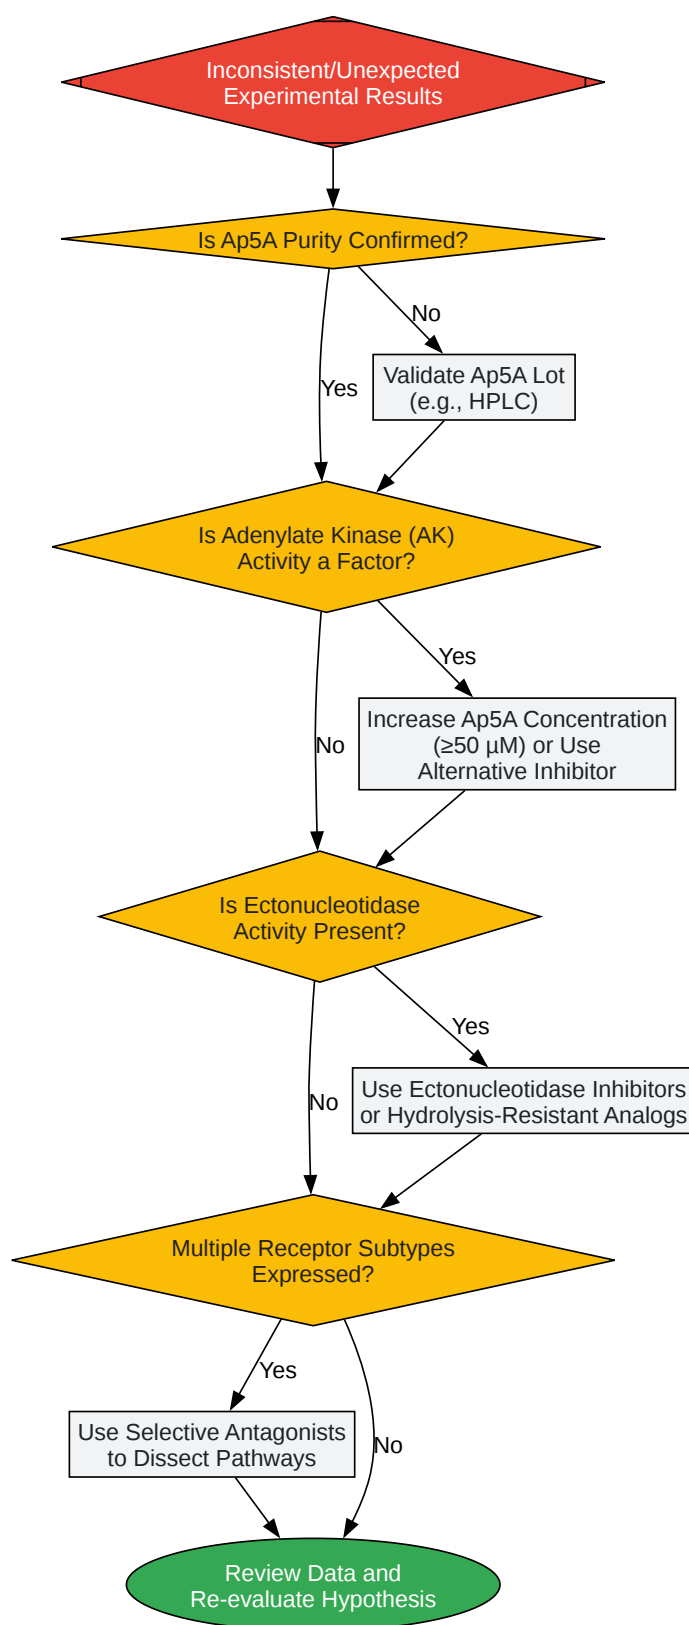 Inconsistent/Unexpected
Experimental Results
Is Ap5A Purity Confirmed?
No
Yes
Validate Ap5A Lot
(e.g., HPLC)
Is Adenylate Kinase (AK)
Activity a Factor?
Yes
No
Increase Ap5A Concentration
(≥50 µM) or Use
Alternative Inhibitor
Is Ectonucleotidase
Activity Present?
Yes
No
Use Ectonucleotidase Inhibitors
or Hydrolysis-Resistant Analogs
Multiple Receptor Subtypes
Expressed?
Yes
No
Use Selective Antagonists
to Dissect Pathways
Review Data and
Re-evaluate Hypothesis